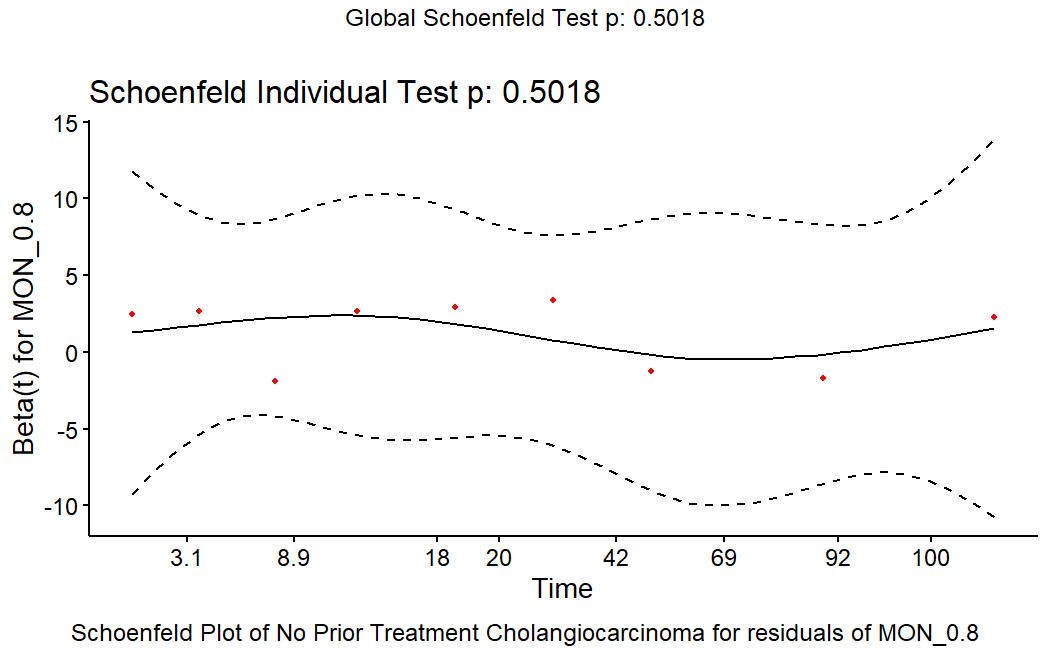 Global Schoenfeld Test p: 0.5018
Schoenfeld Individual Test p: 0.5018
15
10
5
0
-5
-10
Beta(t) for MON_0.8
3.1 8.9 18 20 42 69 92 100
Time
Schoenfeld Plot of No Prior Treatment Cholangiocarcinoma for residuals of MON_0.8